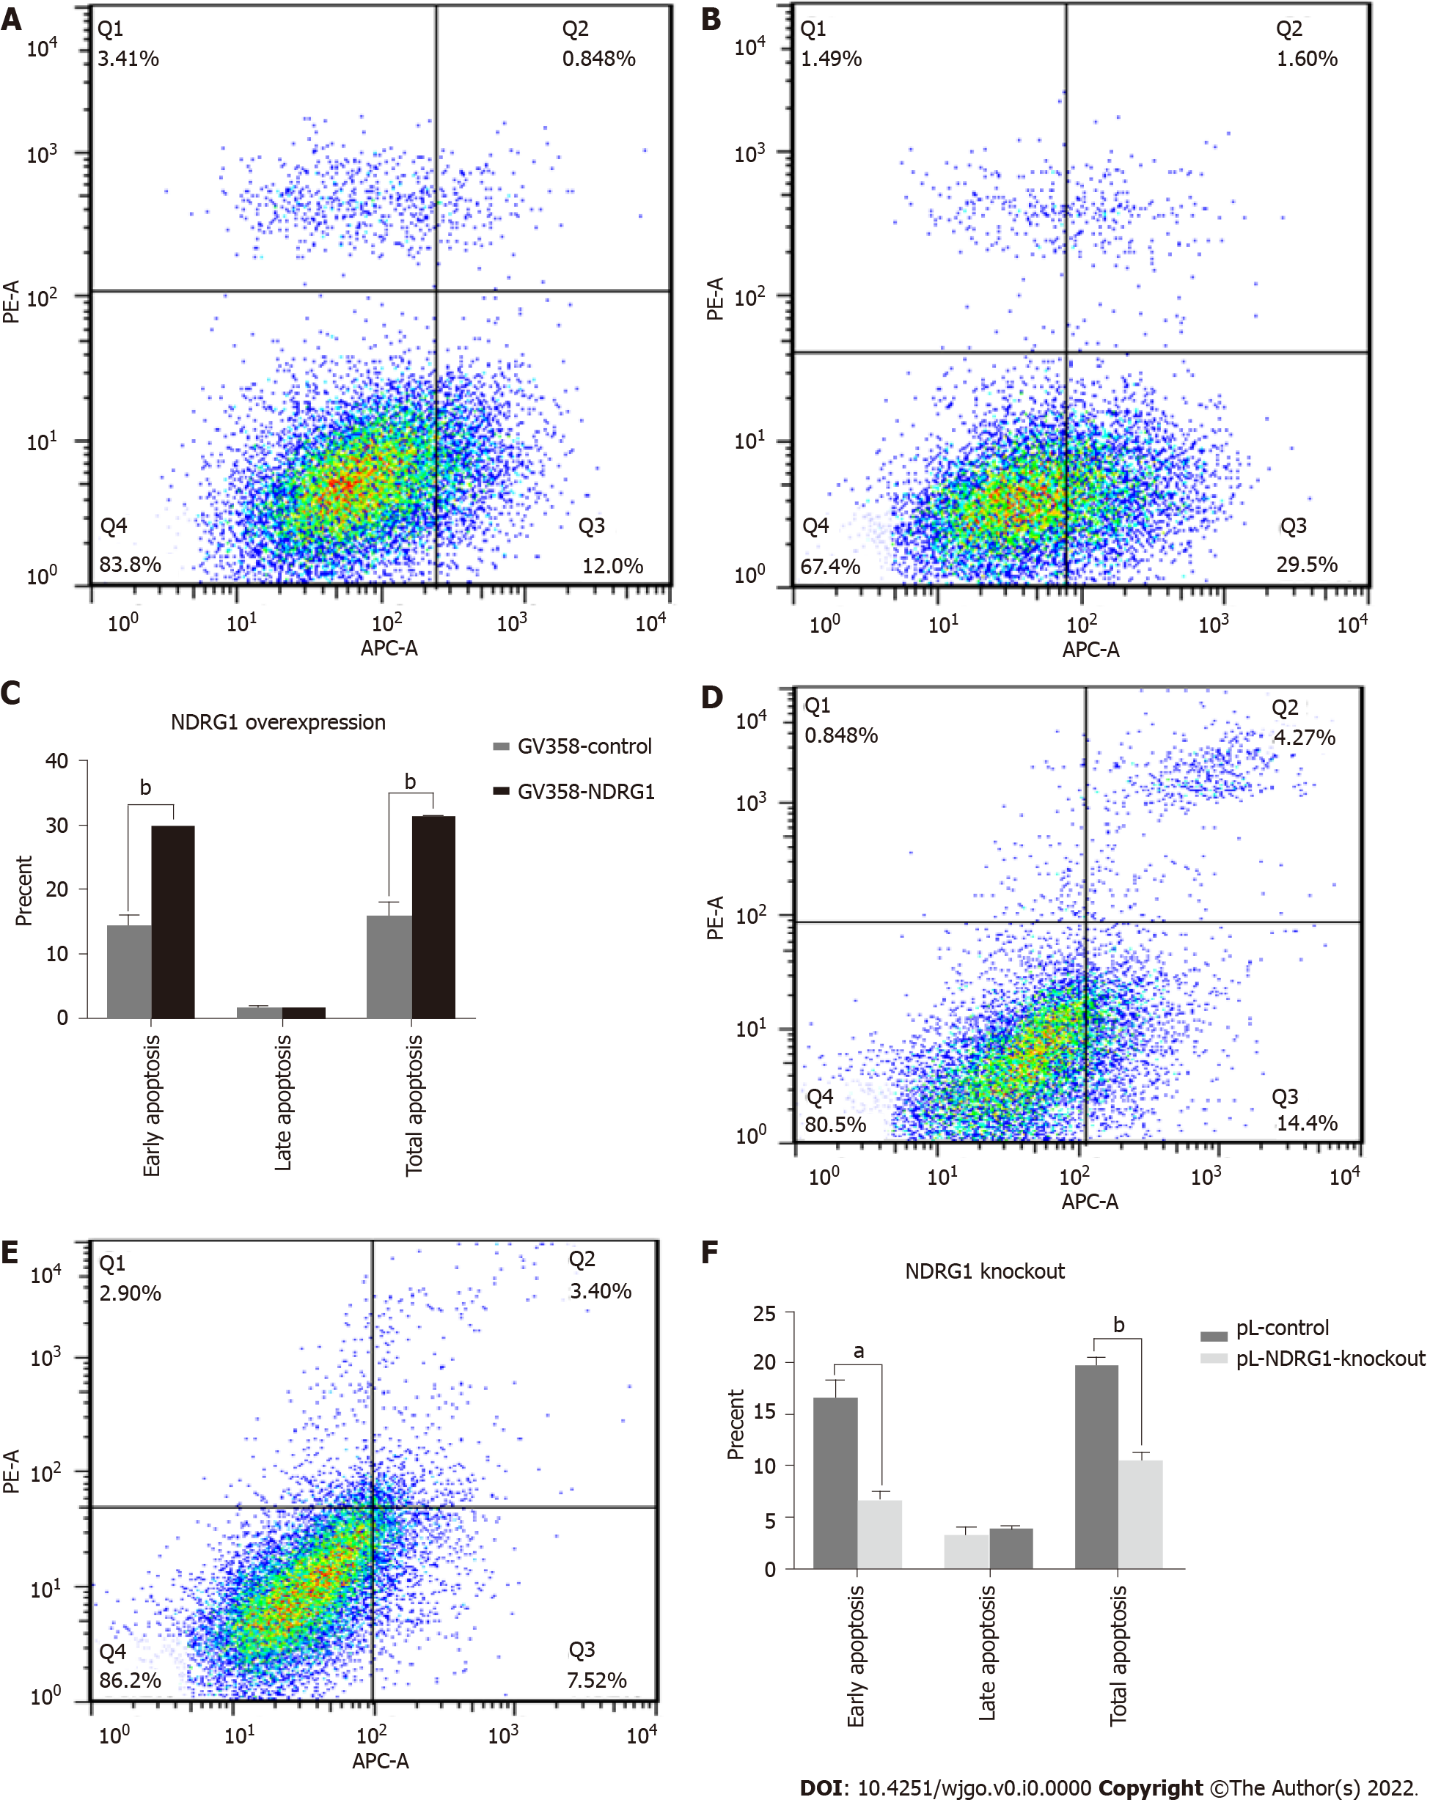 A
Q1
3.41%
Q2
0.848%
10⁴
10³
10²
10¹
10⁰
PE-A
Q4
83.8%
Q3
12.0%
10⁰ 10¹ 10² 10³ 10⁴
APC-A
B
Q1
1.49%
Q2
1.60%
10⁴
10³
10²
10¹
10⁰
PE-A
Q4
67.4%
Q3
29.5%
10⁰ 10¹ 10² 10³ 10⁴
APC-A
C
NDRG1 overexpression
GV358-control
GV358-NDRG1
40
30
20
10
0
Precent
b
b
Early apoptosis
Late apoptosis
Total apoptosis
D
Q1
0.848%
Q2
4.27%
10⁴
10³
10²
10¹
10⁰
PE-A
Q4
80.5%
Q3
14.4%
10⁰ 10¹ 10² 10³ 10⁴
APC-A
E
Q1
2.90%
Q2
3.40%
10⁴
10³
10²
10¹
10⁰
PE-A
Q4
86.2%
Q3
7.52%
10⁰ 10¹ 10² 10³ 10⁴
APC-A
F
NDRG1 knockout
pL-control
pL-NDRG1-knockout
25
20
15
10
5
0
Precent
a
b
Early apoptosis
Late apoptosis
Total apoptosis
DOI: 10.4251/wjgo.v0.i0.0000 Copyright ©The Author(s) 2022.